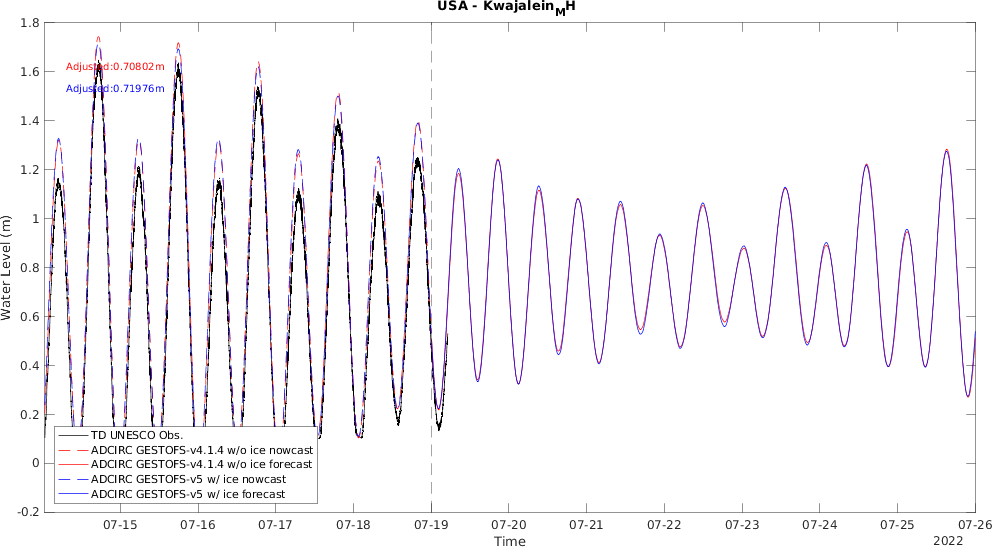 USA - Kwajalein_MH
1.8
1.6
1.4
1.2
1
0.8
0.6
0.4
0.2
0
-0.2
Water Level (m)
Adjusted:0.70802m
Adjusted:0.71976m
TD UNESCO Obs.
ADCIRC GESTOFS-v4.1.4 w/o ice nowcast
ADCIRC GESTOFS-v4.1.4 w/o ice forecast
ADCIRC GESTOFS-v5 w/ ice nowcast
ADCIRC GESTOFS-v5 w/ ice forecast
07-15 07-16 07-17 07-18 07-19 07-20 07-21 07-22 07-23 07-24 07-25 07-26
Time
2022